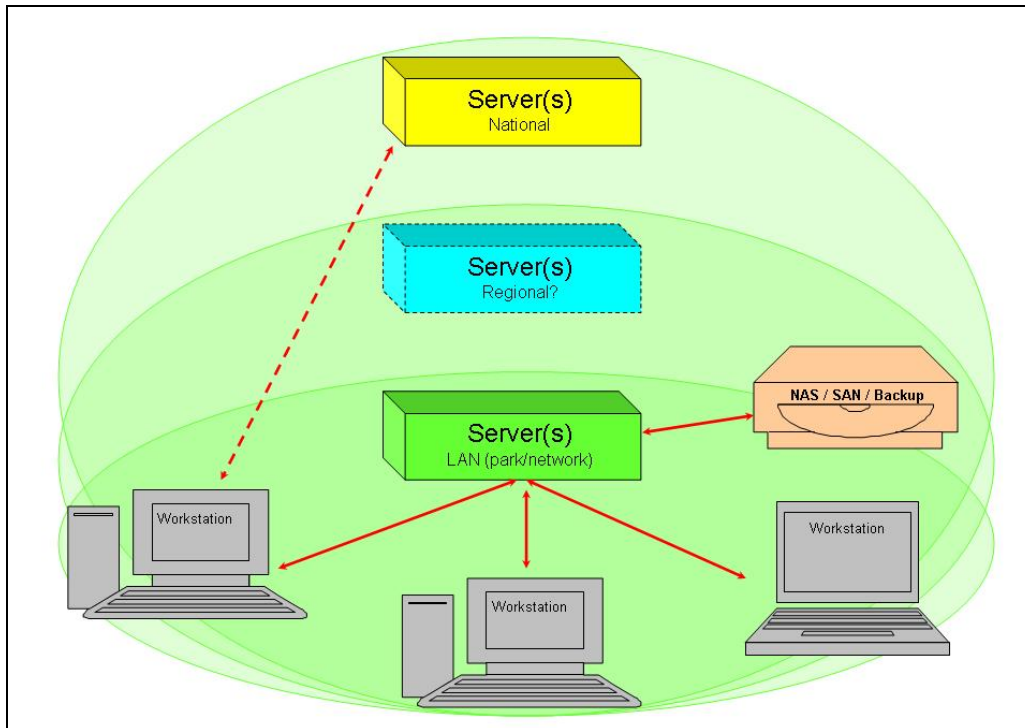 Server(s)
National
Server(s)
Regional?
NAS / SAN / Backup
Server(s)
LAN (park/network)
Workstation
Workstation
Workstation